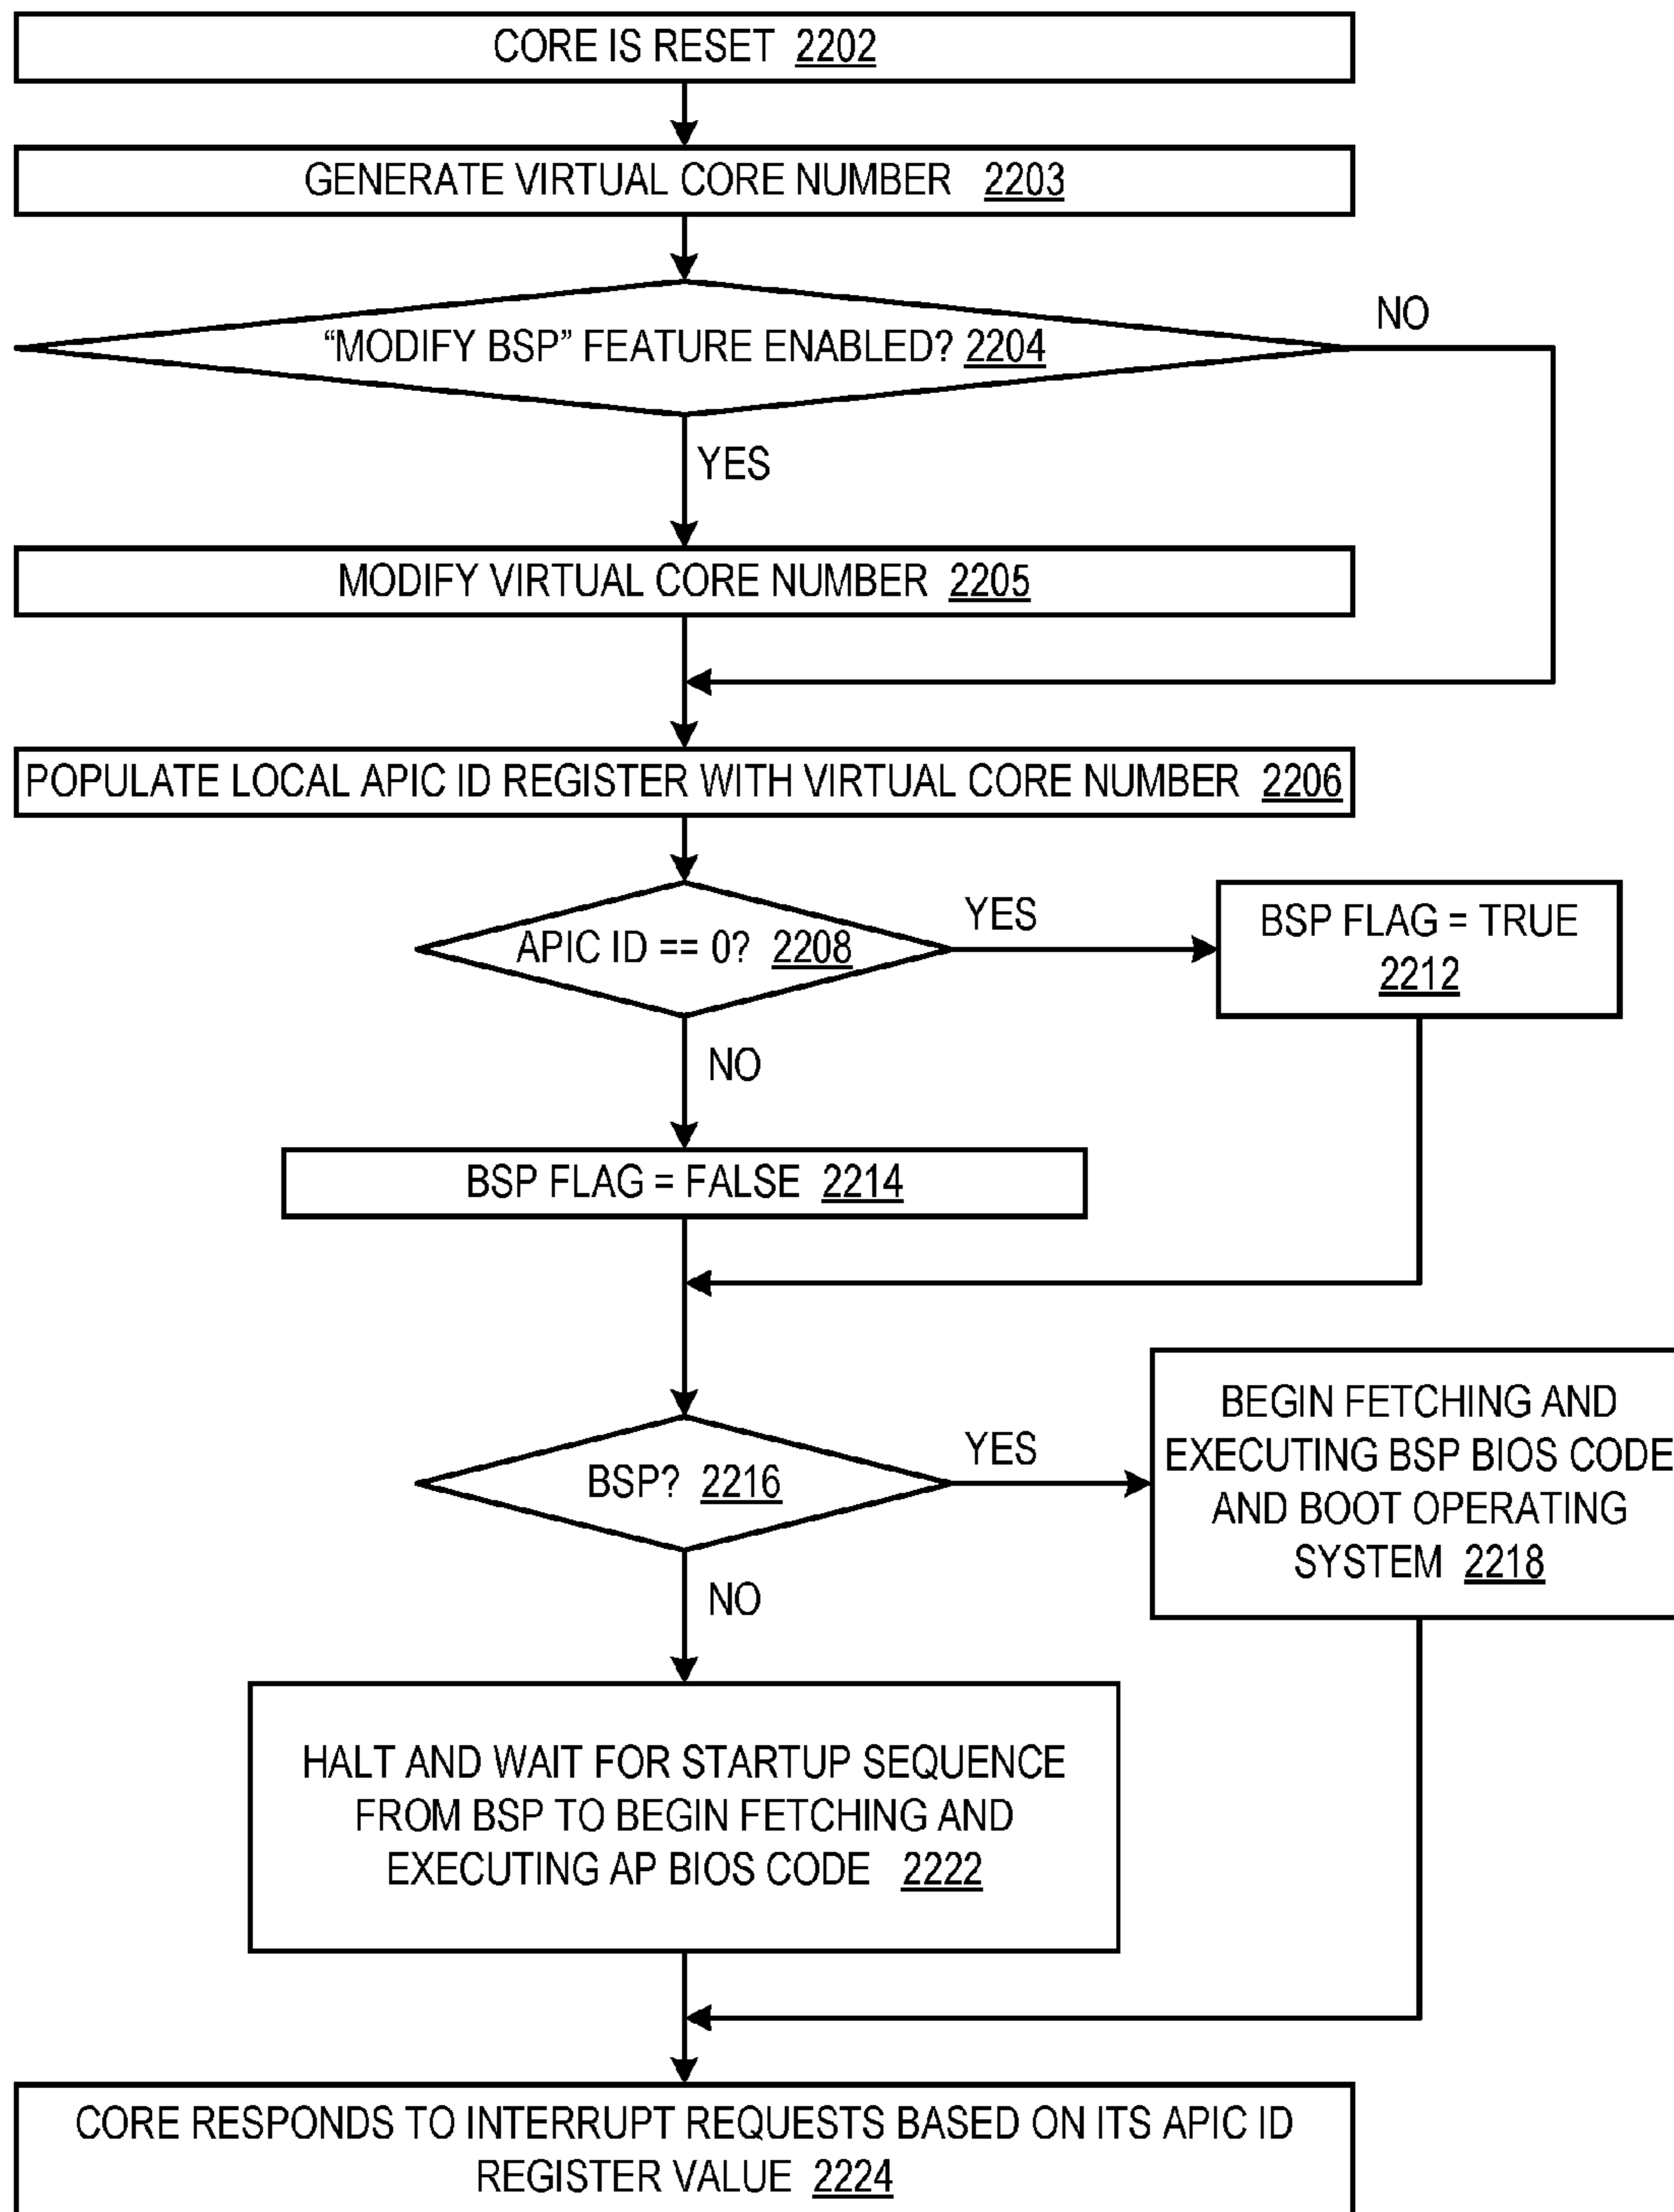 CORE IS RESET 2202
GENERATE VIRTUAL CORE NUMBER 2203
“MODIFY BSP” FEATURE ENABLED? 2204
NO
YES
MODIFY VIRTUAL CORE NUMBER 2205
POPULATE LOCAL APIC ID REGISTER WITH VIRTUAL CORE NUMBER 2206
APIC ID == 0? 2208
YES
BSP FLAG = TRUE
2212
NO
BSP FLAG = FALSE 2214
BSP? 2216
YES
BEGIN FETCHING AND
EXECUTING BSP BIOS CODE
AND BOOT OPERATING
SYSTEM 2218
NO
HALT AND WAIT FOR STARTUP SEQUENCE
FROM BSP TO BEGIN FETCHING AND
EXECUTING AP BIOS CODE 2222
CORE RESPONDS TO INTERRUPT REQUESTS BASED ON ITS APIC ID
REGISTER VALUE 2224